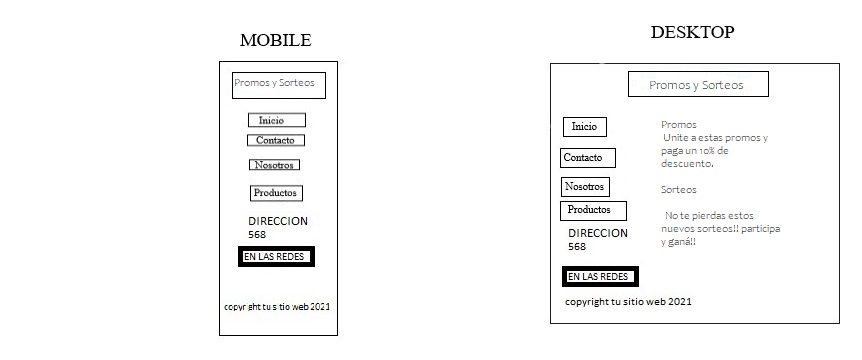 MOBILE
Promos y Sorteos
Inicio
Contacto
Nosotros
Productos
DIRECCION
568
EN LAS REDES
copyright tu sitio web 2021
DESKTOP
Promos y Sorteos
Inicio
Contacto
Nosotros
Productos
DIRECCION
568
EN LAS REDES
copyright tu sitio web 2021
Promos
Unite a estas promos y
paga un 10% de
descuento.
Sorteos
No te pierdas estos
nuevos sorteos!! participa
y ganá!!